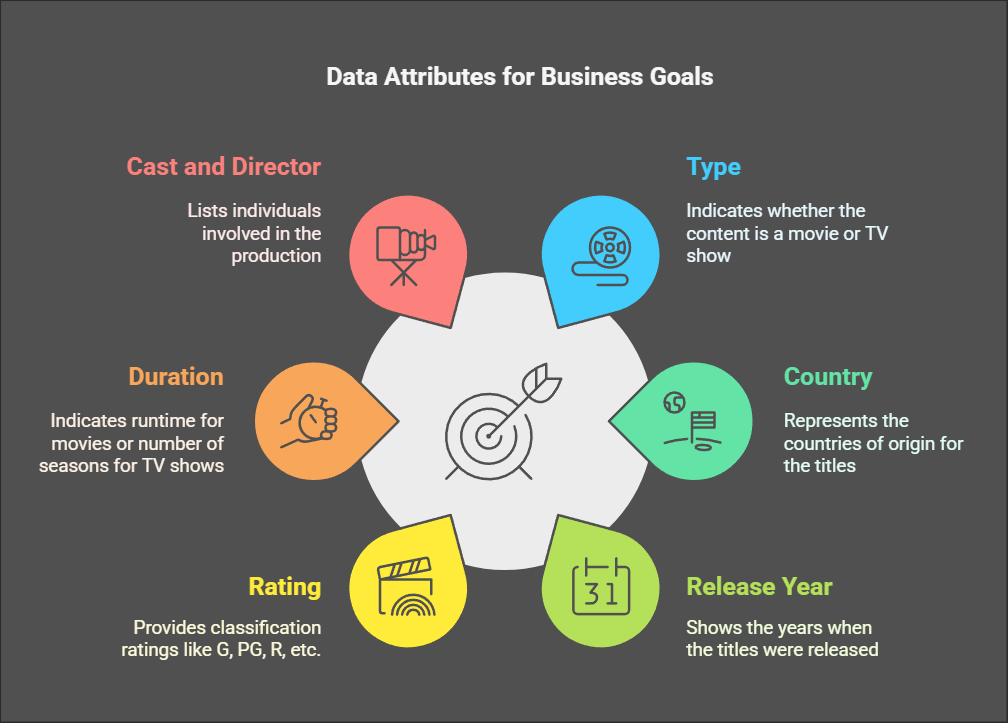 Data Attributes for Business Goals
Cast and Director
Lists individuals
involved in the
production
Type
Indicates whether the
content is a movie or TV
show
Duration
Indicates runtime for
movies or number of
seasons for TV shows
Country
Represents the
countries of origin for
the titles
Rating
Provides classification
ratings like G, PG, R, etc.
31
Release Year
Shows the years when
the titles were released